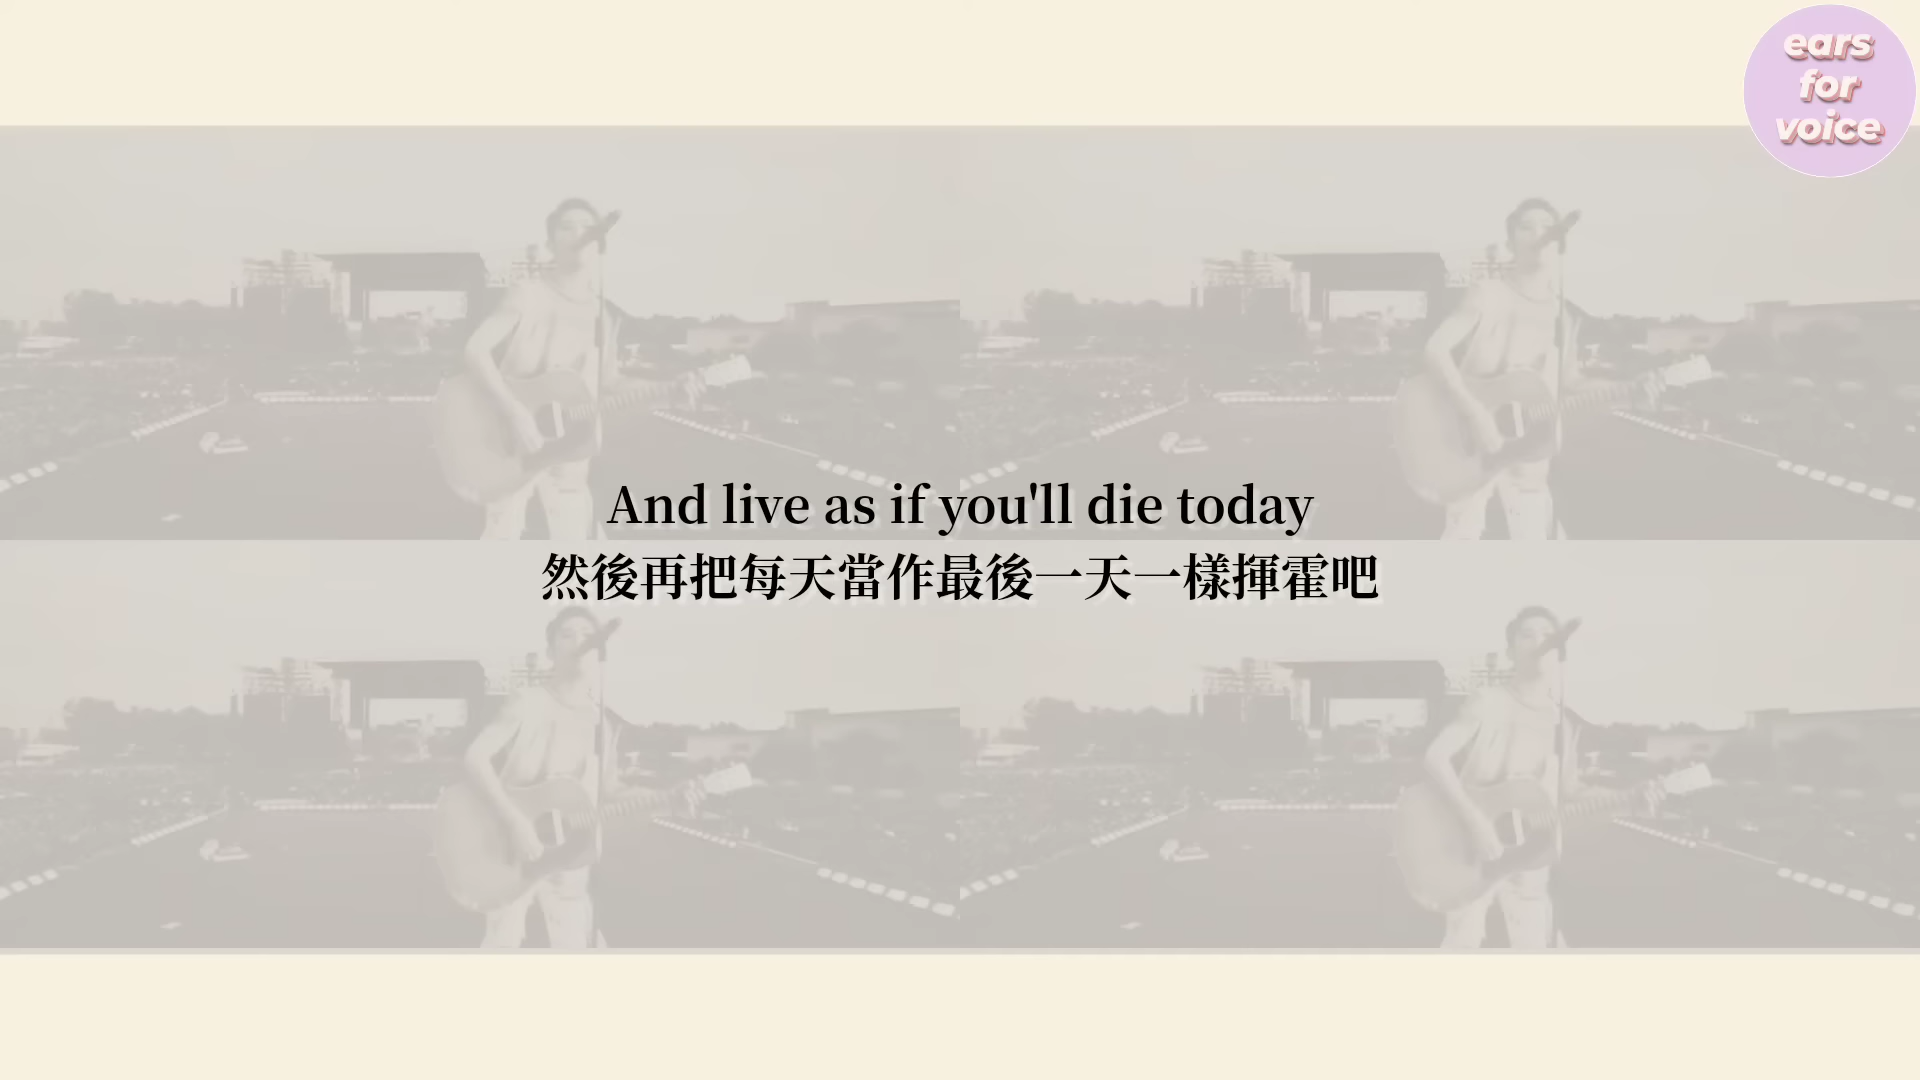 ears
for
voice
And live as if you'll die today
然後再把每天當作最後一天一樣揮霍吧